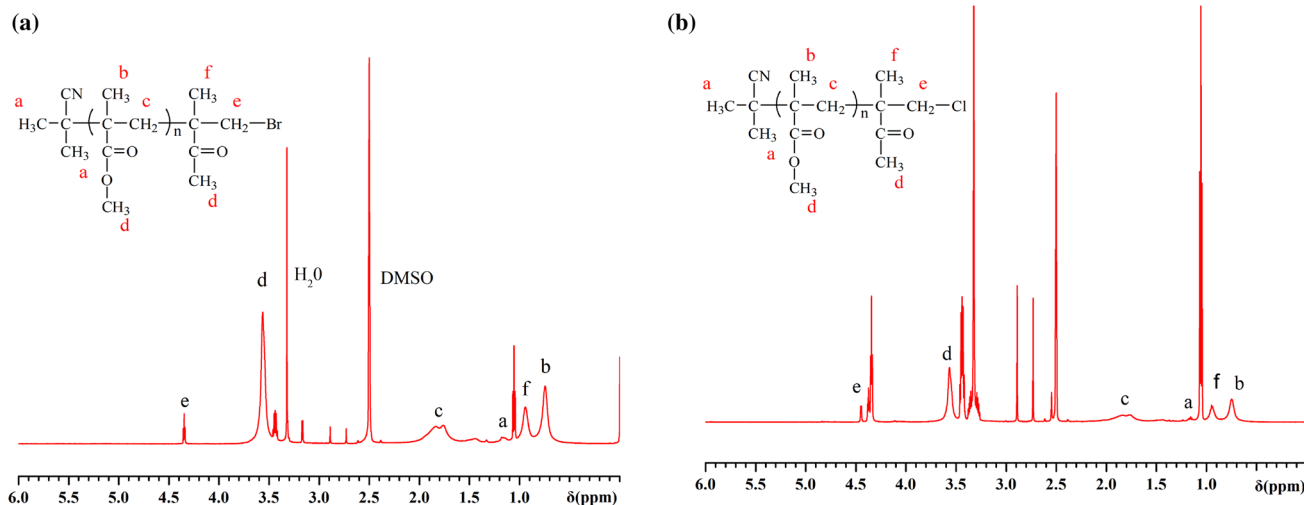 (a)
b
f
a
CN
CH₃
c
CH₃
e
H₃C
CH₂
n
CH₂
Br
CH₃
C=O
C=O
a
O
CH₃
d
CH₃
d
d
H₂0
DMSO
e
c
a
f
b
6.0 5.5 5.0 4.5 4.0 3.5 3.0 2.5 2.0 1.5 1.0 δ(ppm)
(b)
b
f
a
CN
CH₃
c
CH₃
e
H₃C
CH₂
n
CH₂
Cl
CH₃
C=O
C=O
a
O
CH₃
d
CH₃
d
e
d
c
a
f
b
6.0 5.5 5.0 4.5 4.0 3.5 3.0 2.5 2.0 1.5 1.0 δ(ppm)